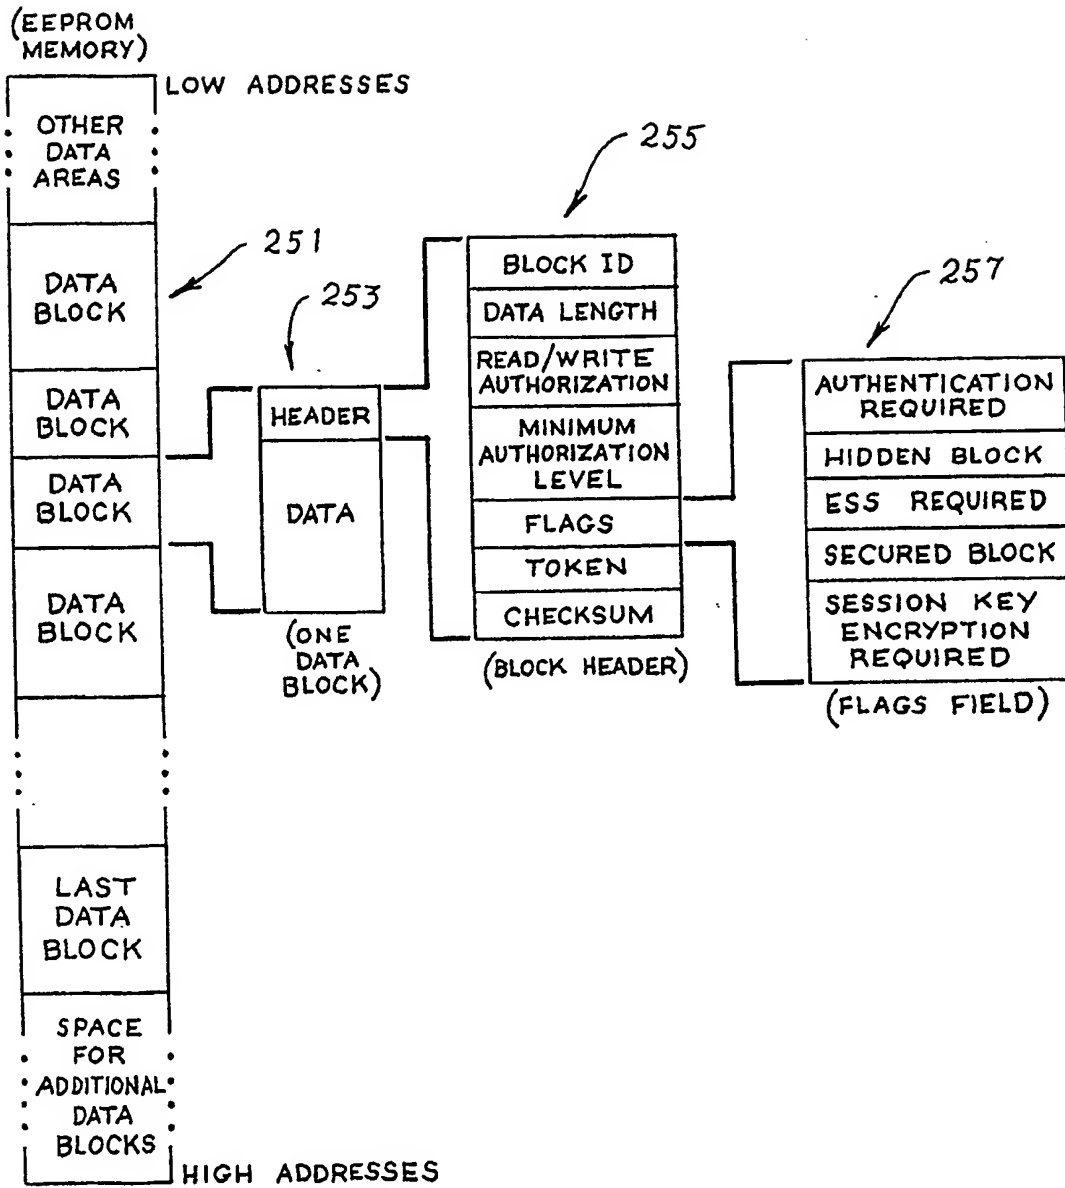 (EEPROM
MEMORY)
LOW ADDRESSES
OTHER
DATA
AREAS
251
DATA
BLOCK
DATA
BLOCK
DATA
BLOCK
DATA
BLOCK
LAST
DATA
BLOCK
SPACE
FOR
ADDITIONAL
DATA
BLOCKS
HIGH ADDRESSES
253
HEADER
DATA
(ONE
DATA
BLOCK)
255
BLOCK ID
DATA LENGTH
READ/WRITE
AUTHORIZATION
MINIMUM
AUTHORIZATION
LEVEL
FLAGS
TOKEN
CHECKSUM
(BLOCK HEADER)
257
AUTHENTICATION
REQUIRED
HIDDEN BLOCK
ESS REQUIRED
SECURED BLOCK
SESSION KEY
ENCRYPTION
REQUIRED
(FLAGS FIELD)